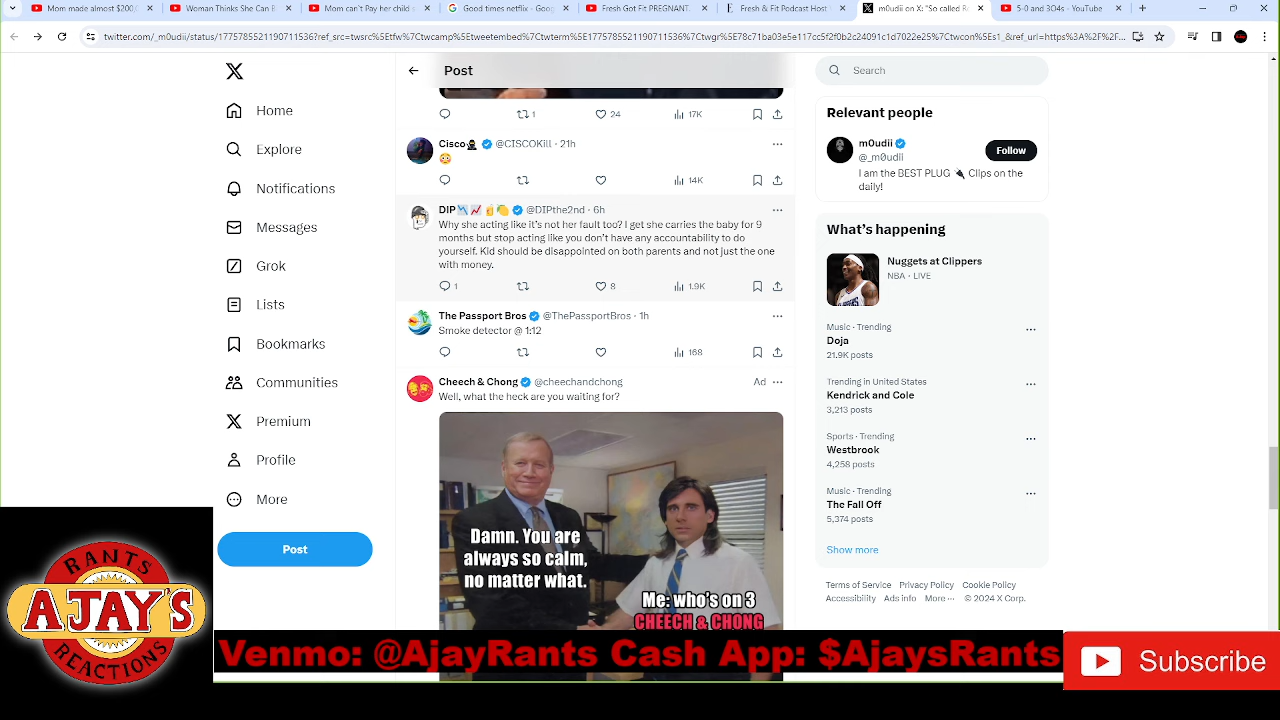 Mom made almost $200,
Woman Thinks She Can B
Mom can't Pay her child s
Good times netflix - Goog
Fresh Got Fit PREGNANT.
Fresh & Fit Podcast Host
m0udii on X: "So called R
5-0 and 3O4s - YouTube
twitter.com/_m0udii/status/1775785521190711536?ref_src=twsrc%5Etfw%7Ctwcamp%5Etweetembed%7Ctwterm%5E1775785521190711536%7Ctwgr%5E78c71ba03e5e117cc5f2f0b2c24091c1d7022e25%7Ctwcon%5Es1_&ref_url=https%3A%2F%2F...
Post
Search
Home
Explore
Notifications
Messages
Grok
Lists
Bookmarks
Communities
Premium
Profile
More
Post
1 24 17K
Cisco @CISCOKill · 21h
14K
DIP @DIPthe2nd · 6h
Why she acting like it's not her fault too? I get she carries the baby for 9
months but stop acting like you don't have any accountability to do
yourself. Kid should be disappointed on both parents and not just the one
with money.
1 8 1.9K
The Passport Bros @ThePassportBros · 1h
Smoke detector @ 1:12
168
Cheech & Chong @cheechandchong Ad
Well, what the heck are you waiting for?
Damn. You are
always so calm,
no matter what.
Me: who's on 3
CHEECH & CHONG
Relevant people
m0udii
@_m0udii
Follow
I am the BEST PLUG Clips on the
daily!
What's happening
Nuggets at Clippers
NBA · LIVE
Music · Trending
Doja
21.9K posts
Trending in United States
Kendrick and Cole
3,213 posts
Sports · Trending
Westbrook
4,258 posts
Music · Trending
The Fall Off
5,374 posts
Show more
Terms of Service Privacy Policy Cookie Policy
Accessibility Ads info More ··· © 2024 X Corp.
RANTS
AJAY'S
REACTIONS
Venmo: @AjayRants Cash App: $AjaysRants
Subscribe